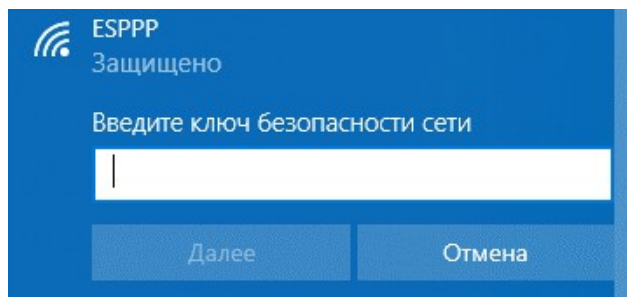 ESPPP
Защищено
Введите ключ безопасности сети
Далее
Отмена